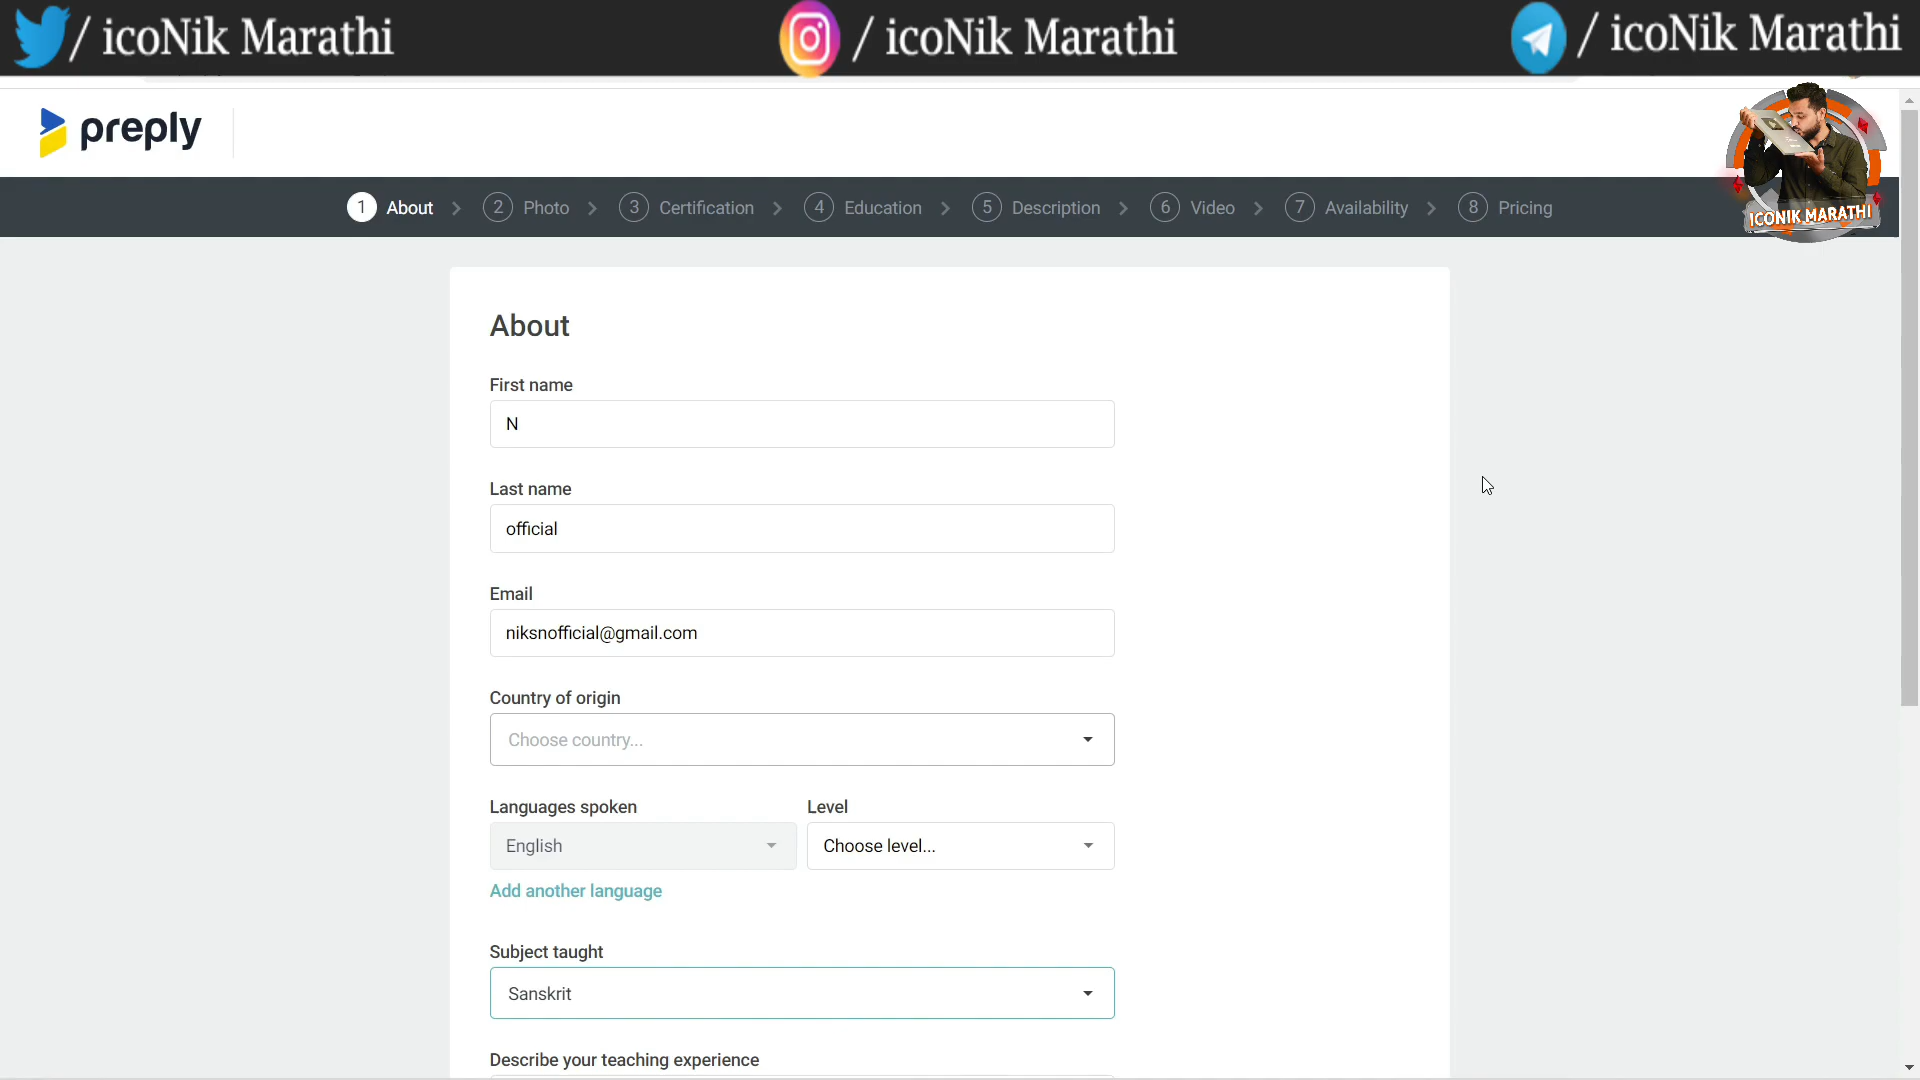 / icoNik Marathi
/ icoNik Marathi
/ icoNik Marathi
preply
ICONIK MARATHI
1 About
2 Photo
3 Certification
4 Education
5 Description
6 Video
7 Availability
8 Pricing
About
First name
N
Last name
official
Email
niksnofficial@gmail.com
Country of origin
Choose country...
Languages spoken Level
English Choose level...
Add another language
Subject taught
Sanskrit
Describe your teaching experience